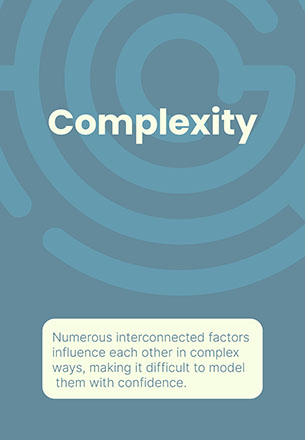 Complexity
Numerous interconnected factors
influence each other in complex
ways, making it difficult to model
them with confidence.